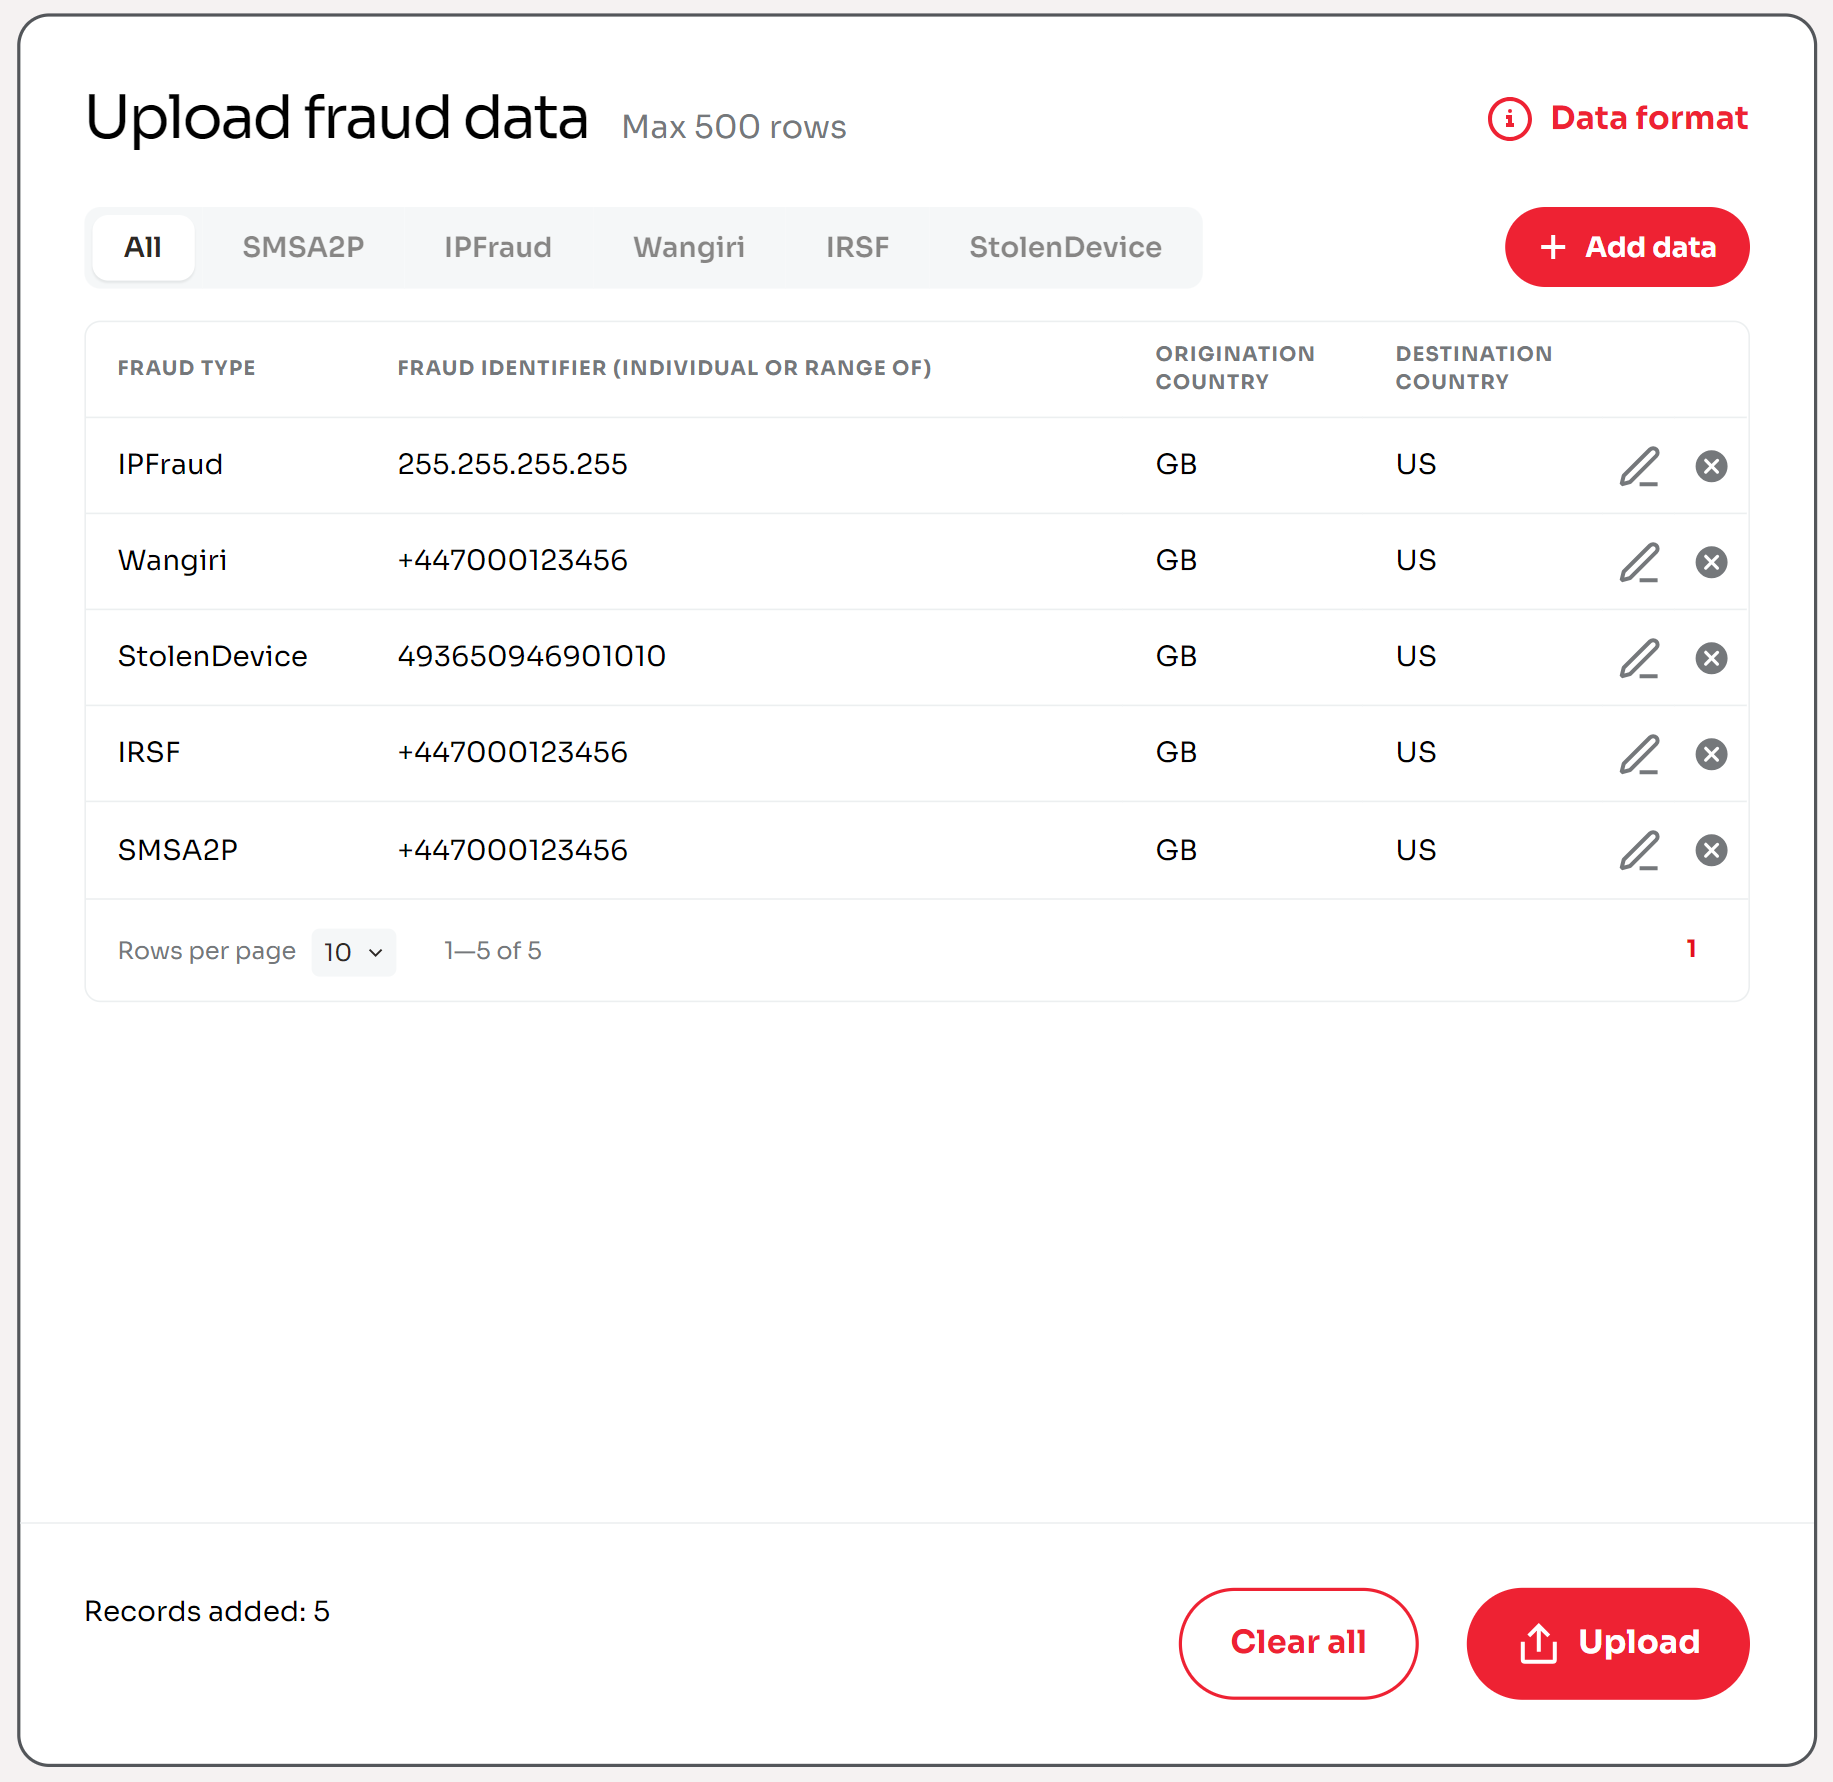 Upload fraud data Max 500 rows
Data format
All SMSA2P IPFraud Wangiri IRSF StolenDevice
Add data
FRAUD TYPE FRAUD IDENTIFIER (INDIVIDUAL OR RANGE OF) ORIGINATION COUNTRY DESTINATION COUNTRY
IPFraud 255.255.255.255 GB US
Wangiri +447000123456 GB US
StolenDevice 493650946901010 GB US
IRSF +447000123456 GB US
SMSA2P +447000123456 GB US
Rows per page 10 1—5 of 5 1
Records added: 5
Clear all
Upload